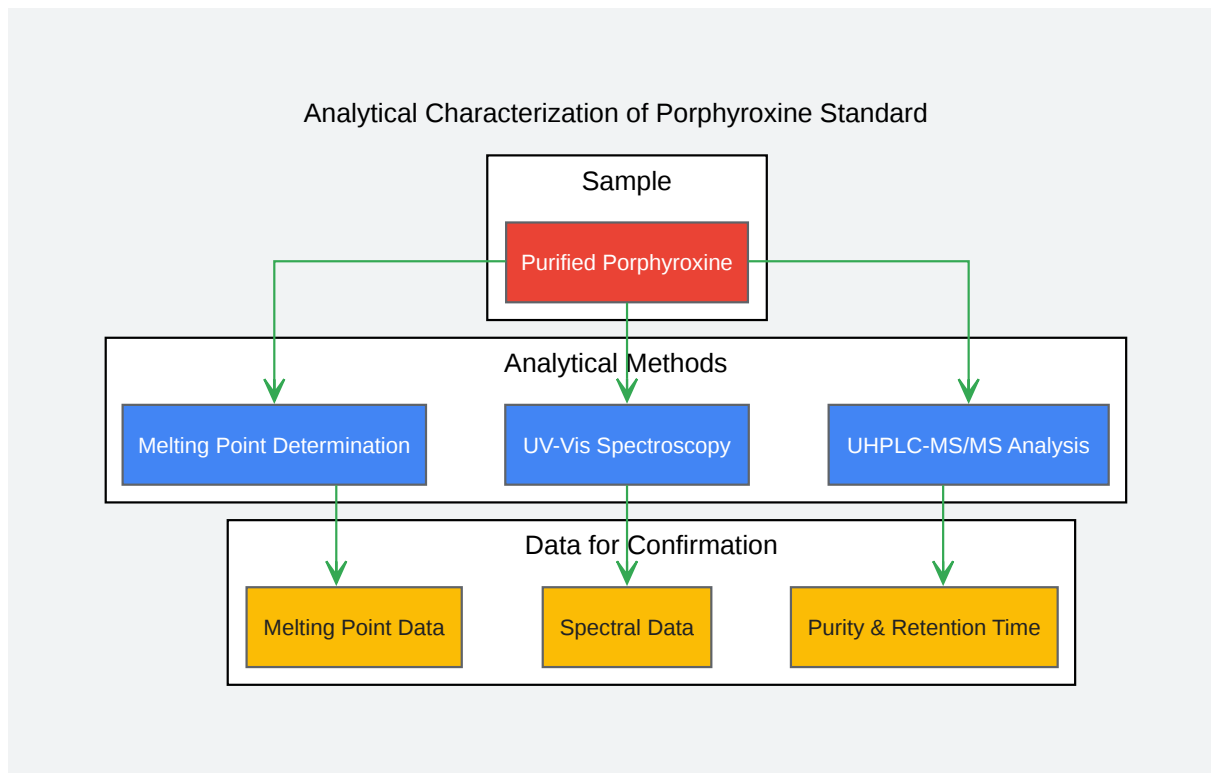 Analytical Characterization of Porphyroxine Standard
Sample
Purified Porphyroxine
Analytical Methods
Melting Point Determination
UV-Vis Spectroscopy
UHPLC-MS/MS Analysis
Data for Confirmation
Melting Point Data
Spectral Data
Purity & Retention Time